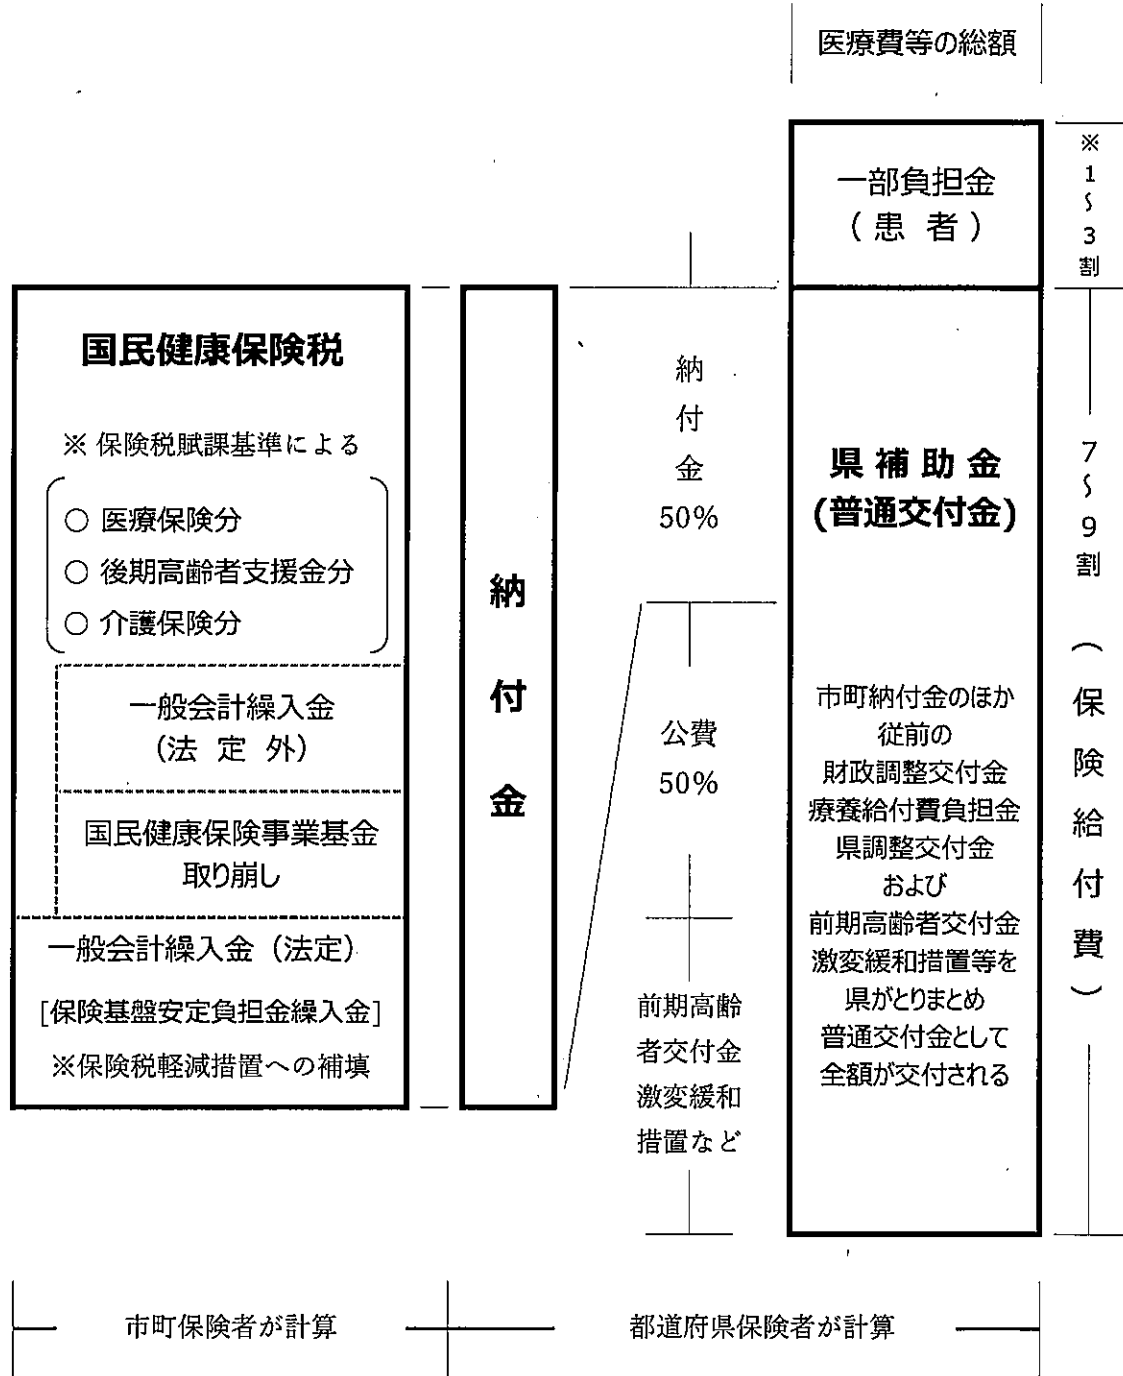 医療費等の総額
一部負担金
(患 者)
※1〜3割
国民健康保険税
※ 保険税賦課基準による
○ 医療保険分
○ 後期高齢者支援金分
○ 介護保険分
一般会計繰入金
(法 定 外)
国民健康保険事業基金
取り崩し
一般会計繰入金(法定)
[保険基盤安定負担金繰入金]
※保険税軽減措置への補填
納付金
納付金
50%
公費
50%
前期高齢
者交付金
激変緩和
措置など
県 補 助 金
(普通交付金)
市町納付金のほか
従前の
財政調整交付金
療養給付費負担金
県調整交付金
および
前期高齢者交付金
激変緩和措置等を
県がとりまとめ
普通交付金として
全額が交付される
7〜9割(保険給付費)
市町保険者が計算
都道府県保険者が計算